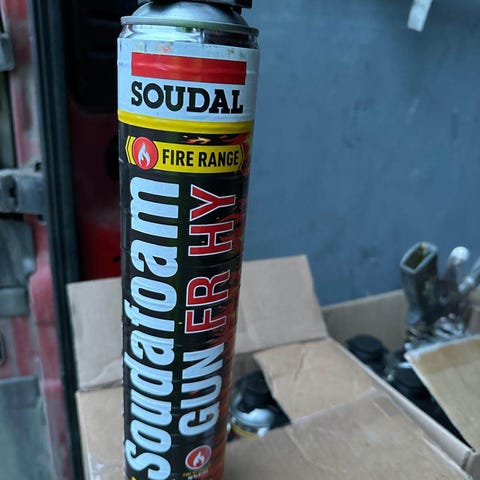 SOUDAL
FIRE RANGE
Soudafoam
GUN FR HY